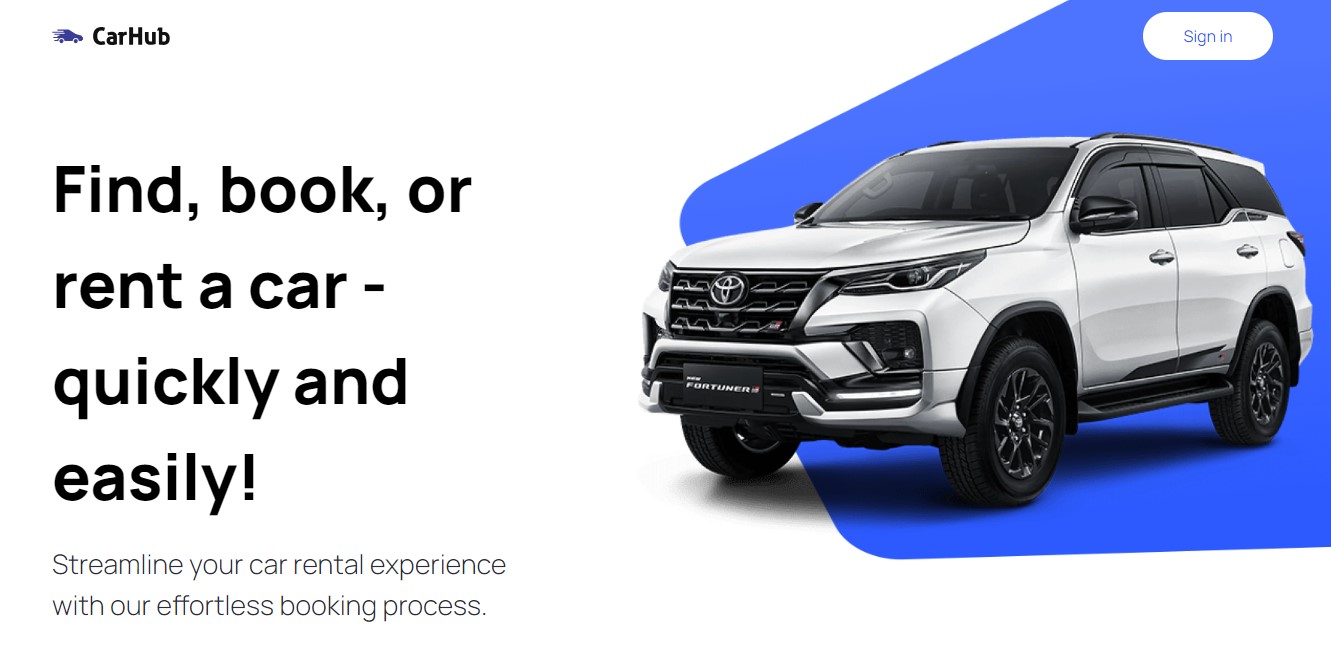 CarHub
Sign in
Find, book, or
rent a car -
quickly and
easily!
Streamline your car rental experience
with our effortless booking process.
NEW
FORTUNER